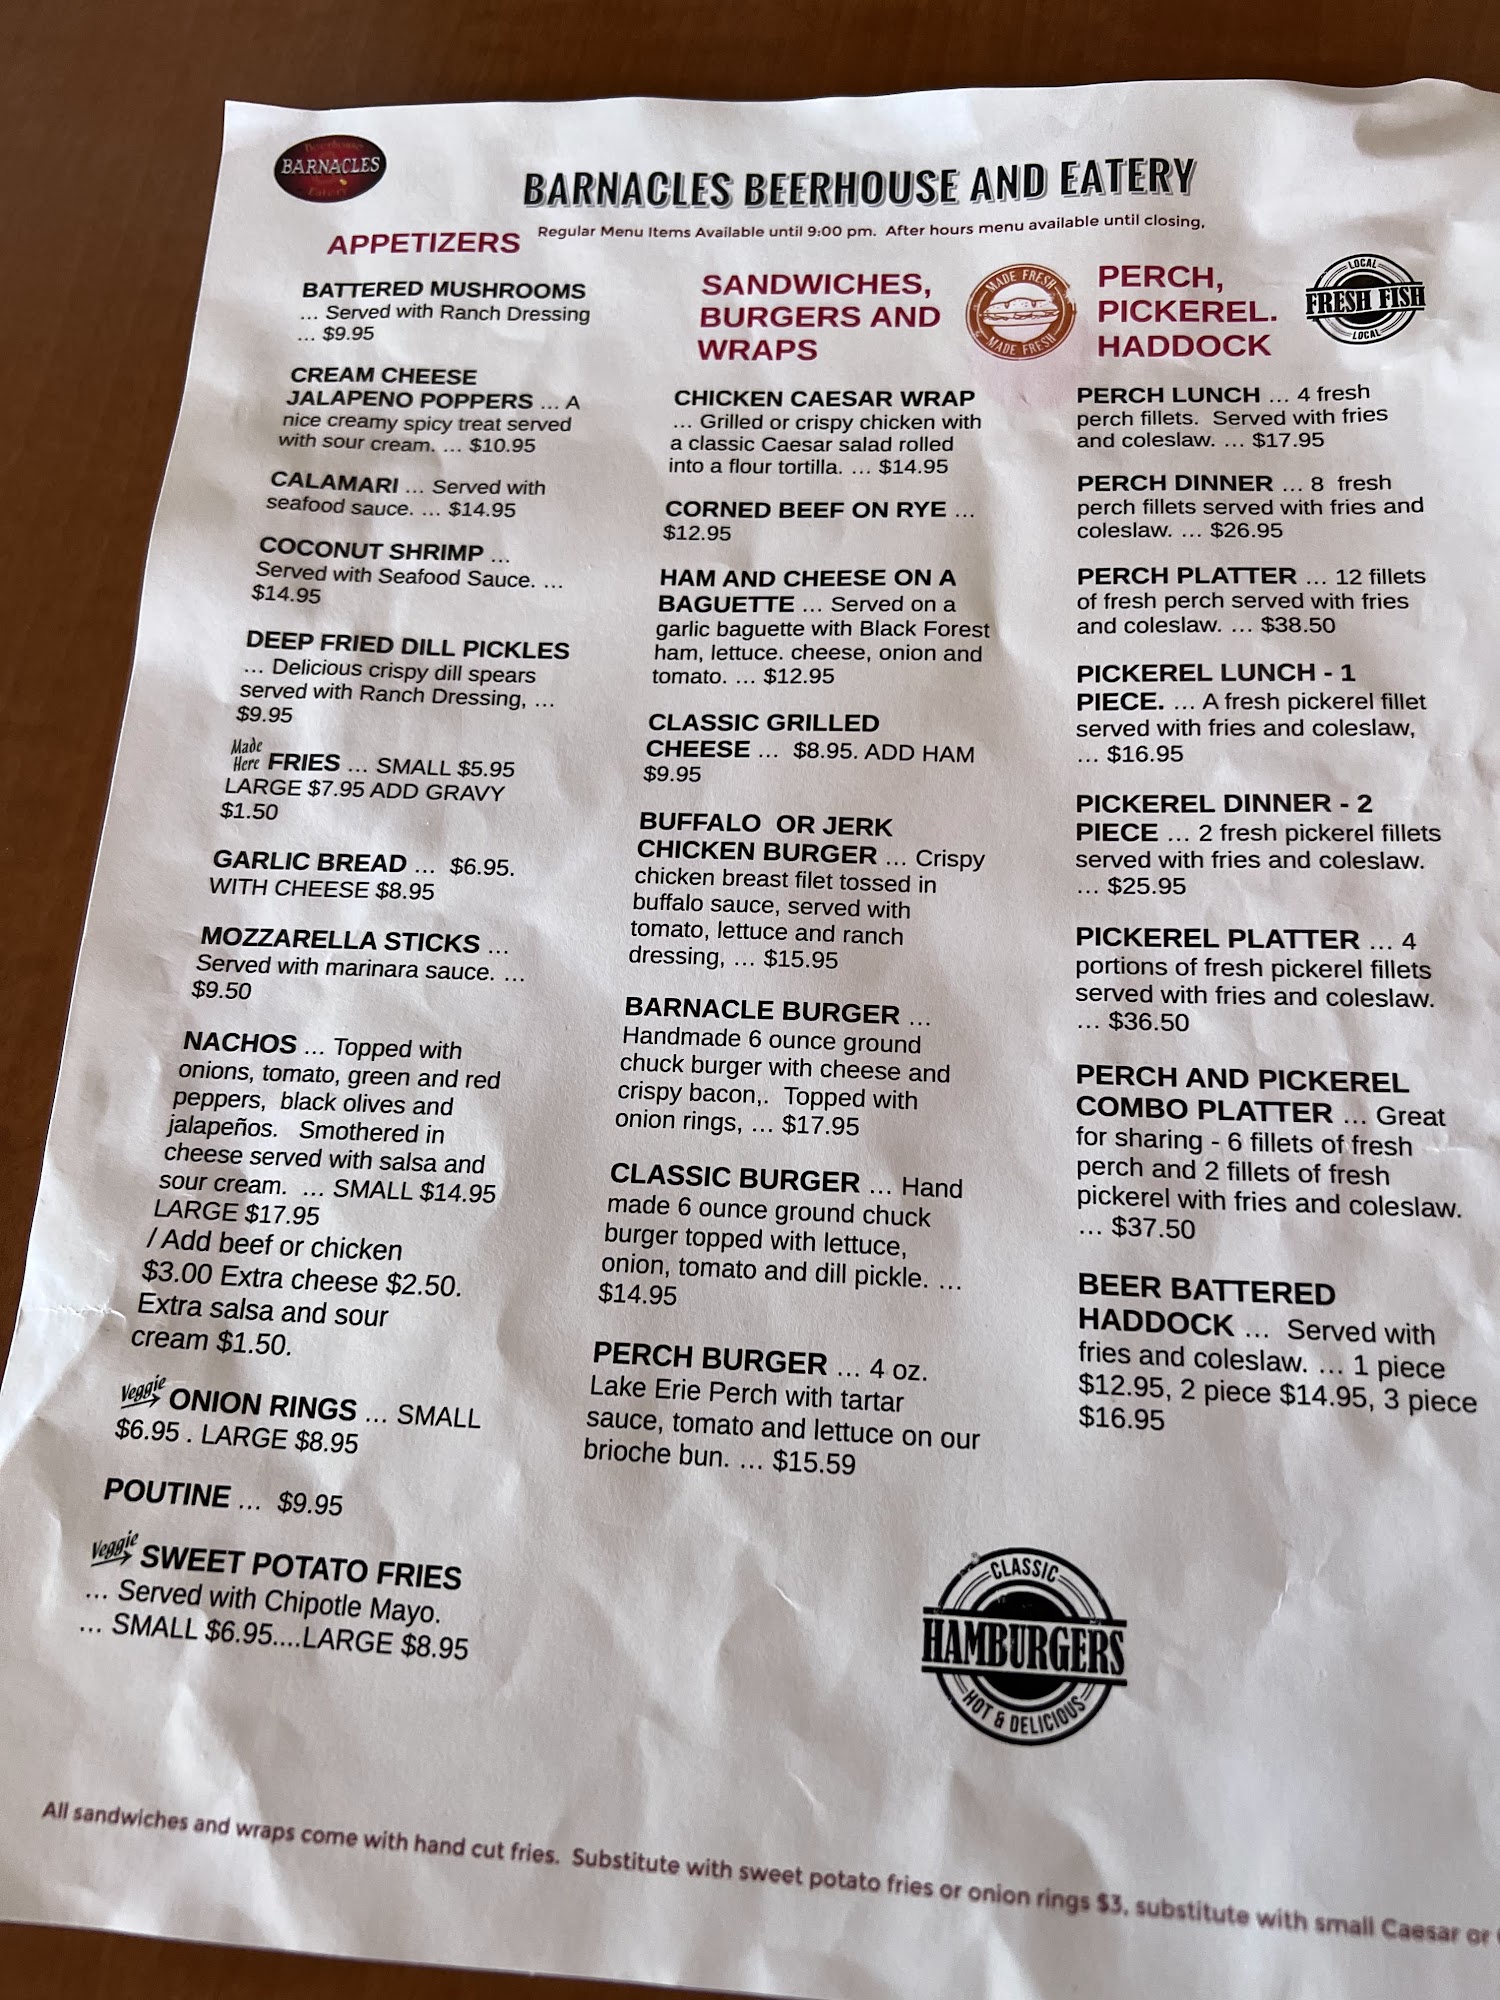 Beerhouse
BARNACLES
Eatery
BARNACLES BEERHOUSE AND EATERY
Regular Menu Items Available until 9:00 pm. After hours menu available until closing,
APPETIZERS
BATTERED MUSHROOMS
... Served with Ranch Dressing
... $9.95
CREAM CHEESE
JALAPENO POPPERS ... A
nice creamy spicy treat served
with sour cream. ... $10.95
CALAMARI ... Served with
seafood sauce. ... $14.95
COCONUT SHRIMP ...
Served with Seafood Sauce. ...
$14.95
DEEP FRIED DILL PICKLES
... Delicious crispy dill spears
served with Ranch Dressing, ...
$9.95
Made
Here FRIES ... SMALL $5.95
LARGE $7.95 ADD GRAVY
$1.50
GARLIC BREAD ... $6.95.
WITH CHEESE $8.95
MOZZARELLA STICKS ...
Served with marinara sauce. ...
$9.50
NACHOS ... Topped with
onions, tomato, green and red
peppers, black olives and
jalapeños. Smothered in
cheese served with salsa and
sour cream. ... SMALL $14.95
LARGE $17.95
/ Add beef or chicken
$3.00 Extra cheese $2.50.
Extra salsa and sour
cream $1.50.
Veggie ONION RINGS ... SMALL
$6.95 . LARGE $8.95
POUTINE ... $9.95
Veggie SWEET POTATO FRIES
... Served with Chipotle Mayo.
... SMALL $6.95....LARGE $8.95
SANDWICHES,
BURGERS AND
WRAPS
MADE FRESH
MADE FRESH
CHICKEN CAESAR WRAP
... Grilled or crispy chicken with
a classic Caesar salad rolled
into a flour tortilla. ... $14.95
CORNED BEEF ON RYE ...
$12.95
HAM AND CHEESE ON A
BAGUETTE ... Served on a
garlic baguette with Black Forest
ham, lettuce. cheese, onion and
tomato. ... $12.95
CLASSIC GRILLED
CHEESE ... $8.95. ADD HAM
$9.95
BUFFALO OR JERK
CHICKEN BURGER ... Crispy
chicken breast filet tossed in
buffalo sauce, served with
tomato, lettuce and ranch
dressing, ... $15.95
BARNACLE BURGER ...
Handmade 6 ounce ground
chuck burger with cheese and
crispy bacon,. Topped with
onion rings, ... $17.95
CLASSIC BURGER ... Hand
made 6 ounce ground chuck
burger topped with lettuce,
onion, tomato and dill pickle. ...
$14.95
PERCH BURGER ... 4 oz.
Lake Erie Perch with tartar
sauce, tomato and lettuce on our
brioche bun. ... $15.59
PERCH,
PICKEREL.
HADDOCK
LOCAL
FRESH FISH
LOCAL
PERCH LUNCH ... 4 fresh
perch fillets. Served with fries
and coleslaw. ... $17.95
PERCH DINNER ... 8 fresh
perch fillets served with fries and
coleslaw. ... $26.95
PERCH PLATTER ... 12 fillets
of fresh perch served with fries
and coleslaw. ... $38.50
PICKEREL LUNCH - 1
PIECE. ... A fresh pickerel fillet
served with fries and coleslaw,
... $16.95
PICKEREL DINNER - 2
PIECE ... 2 fresh pickerel fillets
served with fries and coleslaw.
... $25.95
PICKEREL PLATTER ... 4
portions of fresh pickerel fillets
served with fries and coleslaw.
... $36.50
PERCH AND PICKEREL
COMBO PLATTER ... Great
for sharing - 6 fillets of fresh
perch and 2 fillets of fresh
pickerel with fries and coleslaw.
... $37.50
BEER BATTERED
HADDOCK ... Served with
fries and coleslaw. ... 1 piece
$12.95, 2 piece $14.95, 3 piece
$16.95
CLASSIC
HAMBURGERS
HOT & DELICIOUS
All sandwiches and wraps come with hand cut fries. Substitute with sweet potato fries or onion rings $3, substitute with small Caesar or